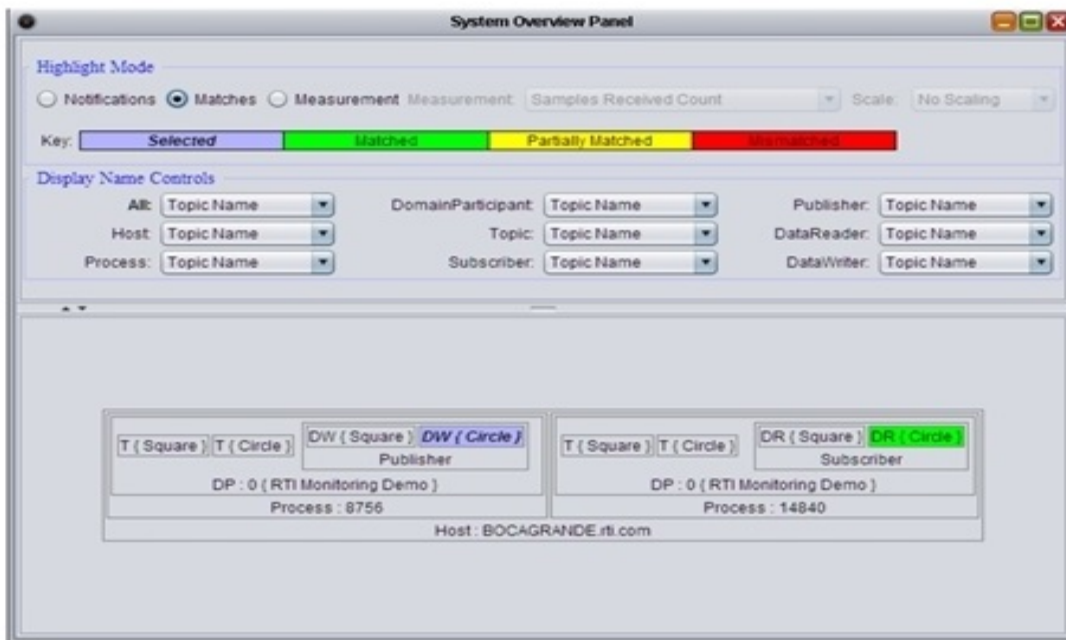 System Overview Panel
Highlight Mode
Notifications Matches Measurement Measurement: Samples Received Count Scale: No Scaling
Key: Selected Matched Partially Matched Mismatched
Display Name Controls
All: Topic Name DomainParticipant: Topic Name Publisher: Topic Name
Host: Topic Name Topic: Topic Name DataReader: Topic Name
Process: Topic Name Subscriber: Topic Name DataWriter: Topic Name
T { Square } T { Circle } DW { Square } DW { Circle } T { Square } T { Circle } DR { Square } DR { Circle }
Publisher Subscriber
DP : 0 { RTI Monitoring Demo } DP : 0 { RTI Monitoring Demo }
Process : 8756 Process : 14840
Host : BOCAGRANDE.rti.com